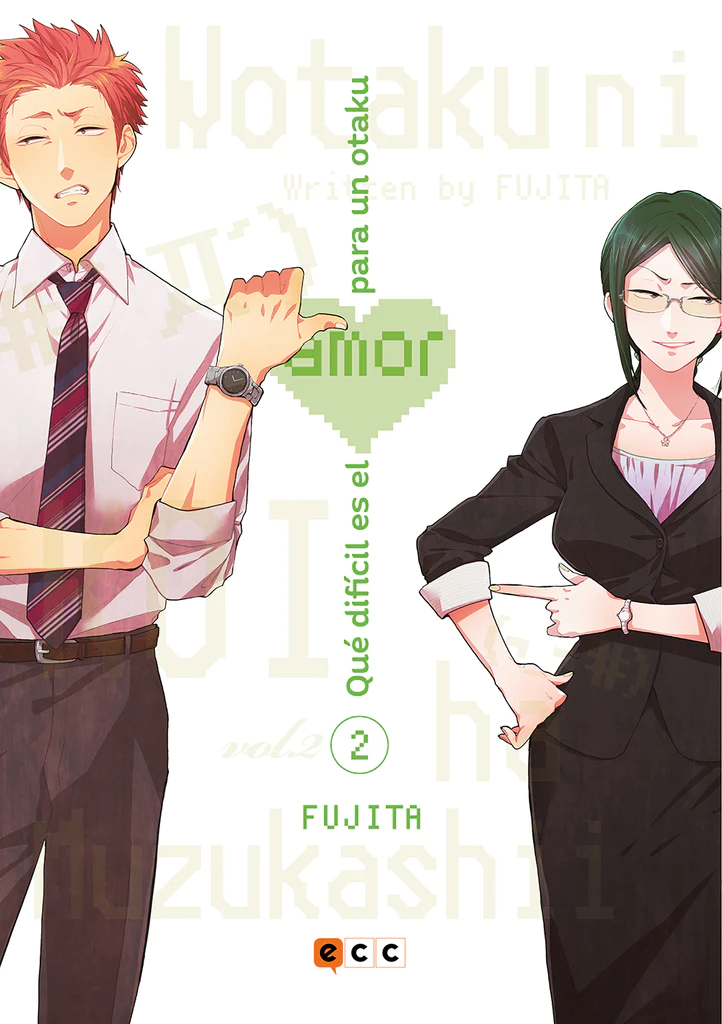 Wotaku ni
Written by FUJITA
Qué difícil es el
amor
para un otaku
KOI
ha
vol.2
2
FUJITA
Muzukashii
ecc